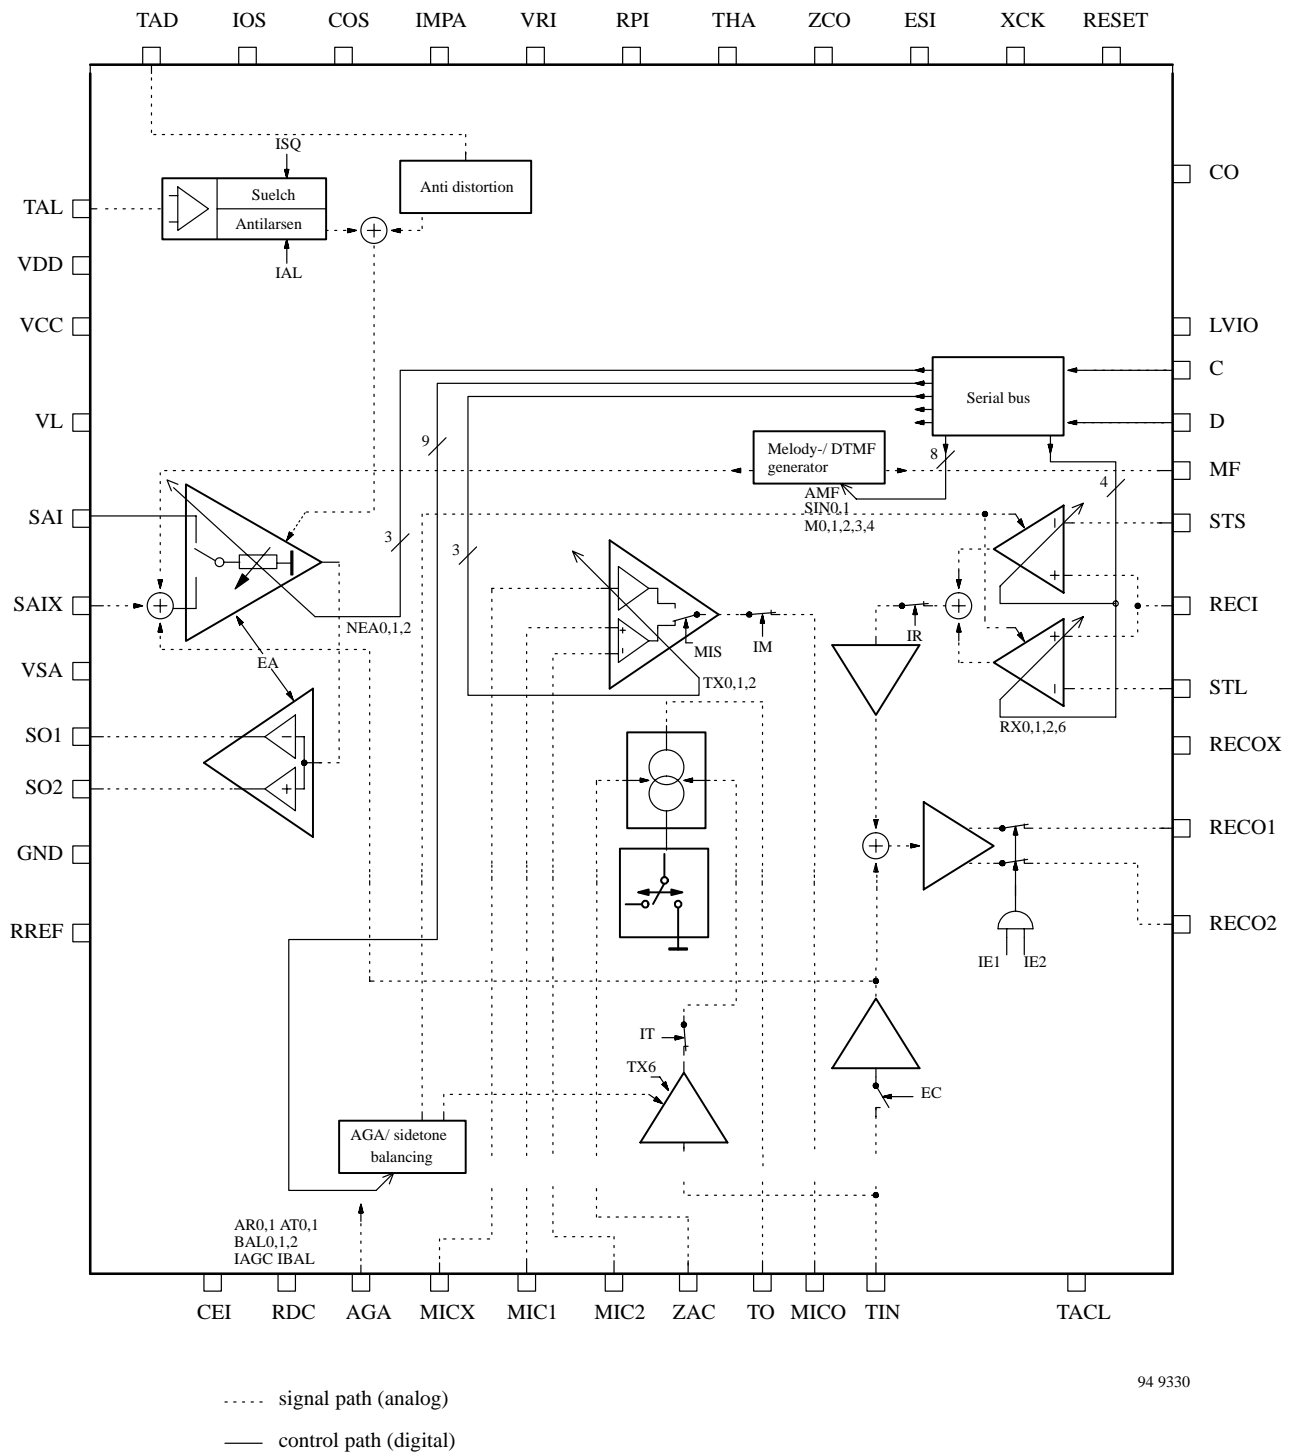 TAD IOS COS IMPA VRI RPI THA ZCO ESI XCK RESET
ISQ
Suelch
Antilarsen
IAL
Anti distortion
+
TAL
VDD
VCC
VL
SAI
SAIX
VSA
SO1
SO2
GND
RREF
CO
LVIO
C
D
MF
STS
RECI
STL
RECOX
RECO1
RECO2
Serial bus
Melody-/ DTMF
generator
8
9
4
3
3
AMF
SIN0,1
M0,1,2,3,4
NEA0,1,2
EA
+
-
+
+
-
MIS
IM
TX0,1,2
IR
+
-
+
+
-
RX0,1,2,6
+
IE1 IE2
IT
TX6
EC
AGA/ sidetone
balancing
AR0,1 AT0,1
BAL0,1,2
IAGC IBAL
CEI RDC AGA MICX MIC1 MIC2 ZAC TO MICO TIN TACL
94 9330
signal path (analog)
control path (digital)